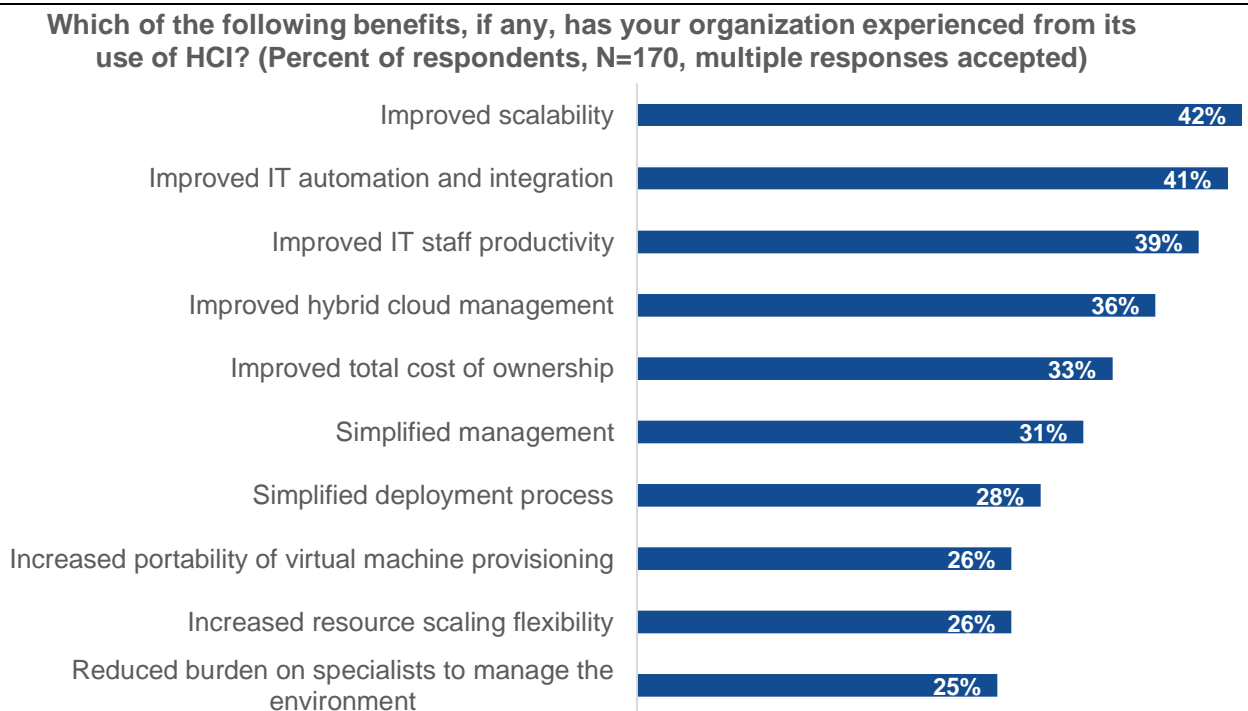 Which of the following benefits, if any, has your organization experienced from its
use of HCI? (Percent of respondents, N=170, multiple responses accepted)
Improved scalability 42%
Improved IT automation and integration 41%
Improved IT staff productivity 39%
Improved hybrid cloud management 36%
Improved total cost of ownership 33%
Simplified management 31%
Simplified deployment process 28%
Increased portability of virtual machine provisioning 26%
Increased resource scaling flexibility 26%
Reduced burden on specialists to manage the
environment 25%